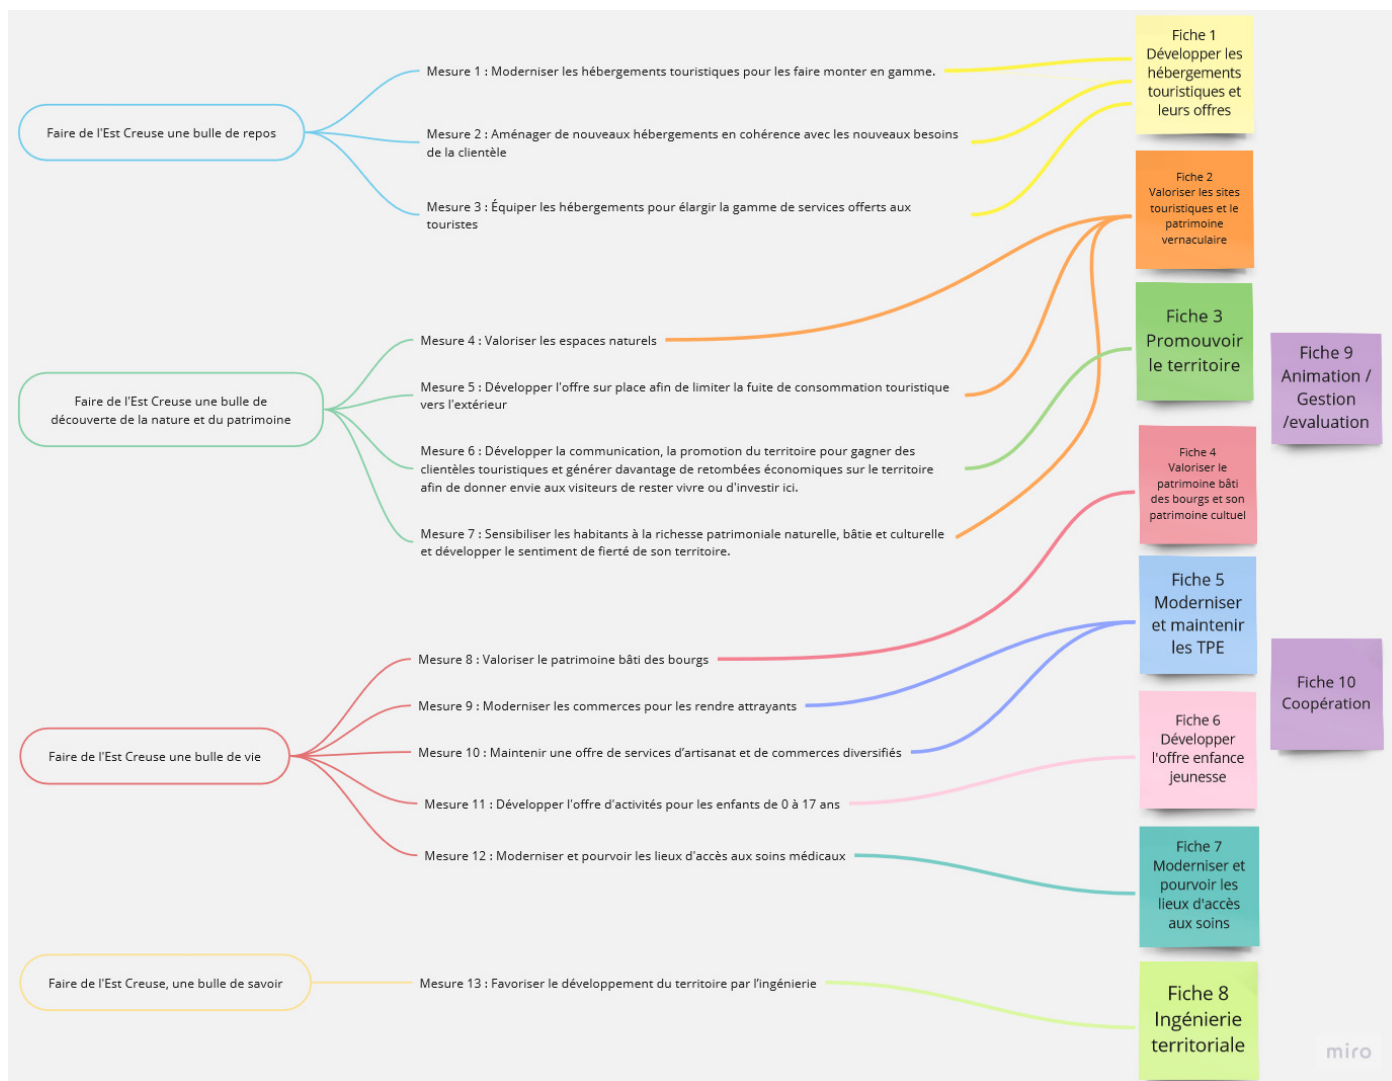 Faire de l'Est Creuse une bulle de repos
Mesure 1 : Moderniser les hébergements touristiques pour les faire monter en gamme.
Mesure 2 : Aménager de nouveaux hébergements en cohérence avec les nouveaux besoins
de la clientèle
Mesure 3 : Équiper les hébergements pour élargir la gamme de services offerts aux
touristes
Faire de l'Est Creuse une bulle de
découverte de la nature et du patrimoine
Mesure 4 : Valoriser les espaces naturels
Mesure 5 : Développer l'offre sur place afin de limiter la fuite de consommation touristique
vers l'extérieur
Mesure 6 : Développer la communication, la promotion du territoire pour gagner des
clientèles touristiques et générer davantage de retombées économiques sur le territoire
afin de donner envie aux visiteurs de rester vivre ou d'investir ici.
Mesure 7 : Sensibiliser les habitants à la richesse patrimoniale naturelle, bâtie et culturelle
et développer le sentiment de fierté de son territoire.
Faire de l'Est Creuse une bulle de vie
Mesure 8 : Valoriser le patrimoine bâti des bourgs
Mesure 9 : Moderniser les commerces pour les rendre attrayants
Mesure 10 : Maintenir une offre de services d’artisanat et de commerces diversifiés
Mesure 11 : Développer l'offre d'activités pour les enfants de 0 à 17 ans
Mesure 12 : Moderniser et pourvoir les lieux d'accès aux soins médicaux
Faire de l'Est Creuse, une bulle de savoir
Mesure 13 : Favoriser le développement du territoire par l’ingénierie
Fiche 1
Développer les
hébergements
touristiques et
leurs offres
Fiche 2
Valoriser les sites
touristiques et le
patrimoine
vernaculaire
Fiche 3
Promouvoir
le territoire
Fiche 4
Valoriser le
patrimoine bâti
des bourgs et son
patrimoine cultuel
Fiche 5
Moderniser
et maintenir
les TPE
Fiche 6
Développer
l'offre enfance
jeunesse
Fiche 7
Moderniser et
pourvoir les
lieux d'accès
aux soins
Fiche 8
Ingénierie
territoriale
Fiche 9
Animation /
Gestion
/evaluation
Fiche 10
Coopération
miro